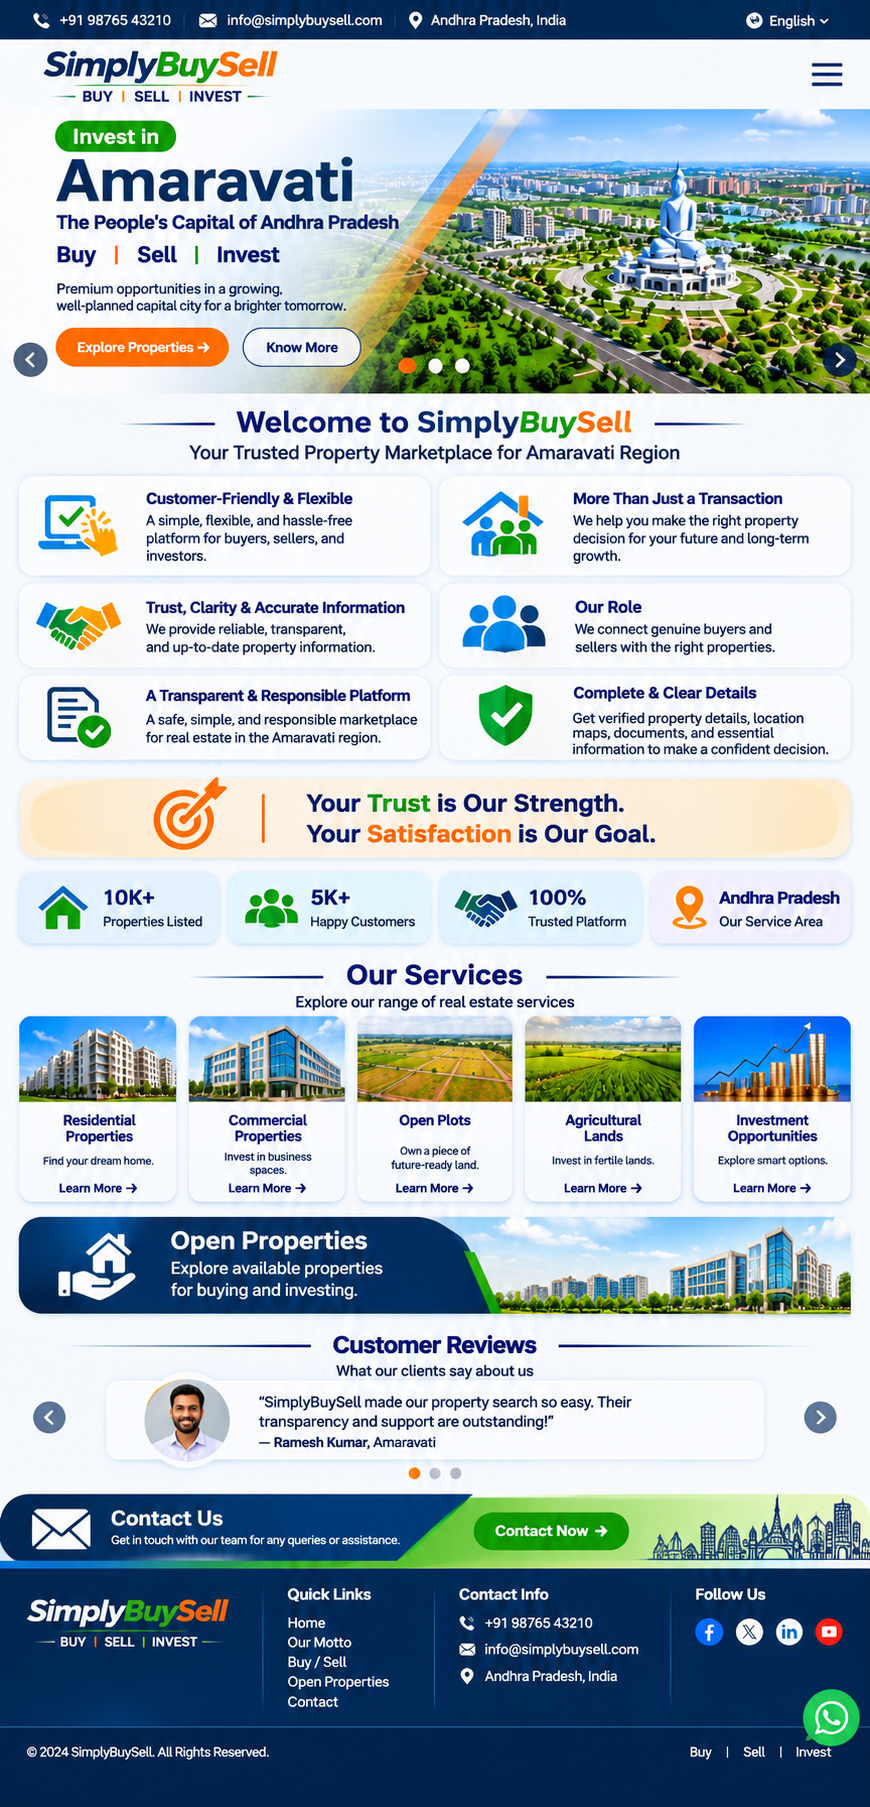 +91 98765 43210
info@simplybuysell.com
Andhra Pradesh, India
English
SimplyBuySell
BUY | SELL | INVEST
Invest in
Amaravati
The People's Capital of Andhra Pradesh
Buy | Sell | Invest
Premium opportunities in a growing,
well-planned capital city for a brighter tomorrow.
Explore Properties →
Know More
Welcome to SimplyBuySell
Your Trusted Property Marketplace for Amaravati Region
Customer-Friendly & Flexible
A simple, flexible, and hassle-free
platform for buyers, sellers, and
investors.
More Than Just a Transaction
We help you make the right property
decision for your future and long-term
growth.
Trust, Clarity & Accurate Information
We provide reliable, transparent,
and up-to-date property information.
Our Role
We connect genuine buyers and
sellers with the right properties.
A Transparent & Responsible Platform
A safe, simple, and responsible marketplace
for real estate in the Amaravati region.
Complete & Clear Details
Get verified property details, location
maps, documents, and essential
information to make a confident decision.
Your Trust is Our Strength.
Your Satisfaction is Our Goal.
10K+
Properties Listed
5K+
Happy Customers
100%
Trusted Platform
Andhra Pradesh
Our Service Area
Our Services
Explore our range of real estate services
Residential
Properties
Find your dream home.
Learn More →
Commercial
Properties
Invest in business
spaces.
Learn More →
Open Plots
Own a piece of
future-ready land.
Learn More →
Agricultural
Lands
Invest in fertile lands.
Learn More →
Investment
Opportunities
Explore smart options.
Learn More →
Open Properties
Explore available properties
for buying and investing.
Customer Reviews
What our clients say about us
“SimplyBuySell made our property search so easy. Their
transparency and support are outstanding!”
— Ramesh Kumar, Amaravati
Contact Us
Get in touch with our team for any queries or assistance.
Contact Now →
SimplyBuySell
BUY | SELL | INVEST
Quick Links
Home
Our Motto
Buy / Sell
Open Properties
Contact
Contact Info
+91 98765 43210
info@simplybuysell.com
Andhra Pradesh, India
Follow Us
© 2024 SimplyBuySell. All Rights Reserved.
Buy | Sell | Invest